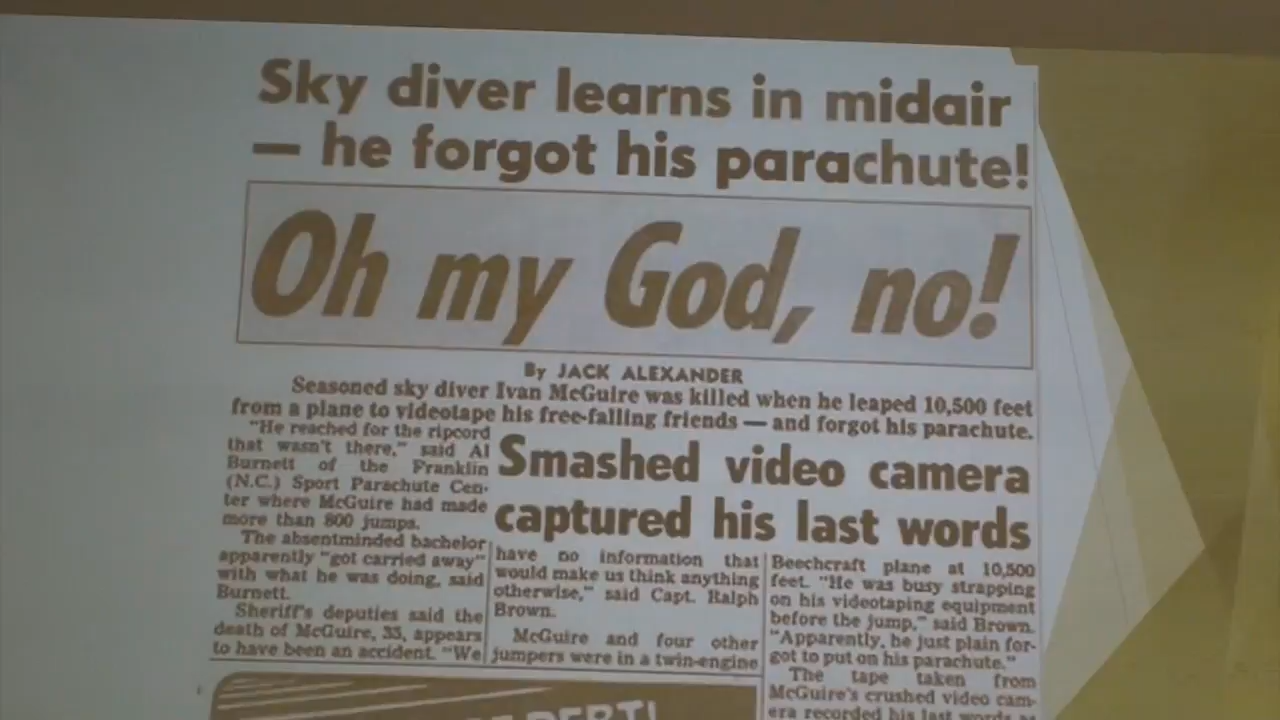 Sky diver learns in midair
— he forgot his parachute!
Oh my God, no!
By JACK ALEXANDER
Seasoned sky diver Ivan McGuire was killed when he leaped 10,500 feet
from a plane to videotape his free-falling friends — and forgot his parachute.
"He reached for the ripcord
that wasn't there," said Al
Burnett of the Franklin
(N.C.) Sport Parachute Cen-
ter where McGuire had made
more than 800 jumps.
The absentminded bachelor
apparently "got carried away"
with what he was doing, said
Burnett.
Sheriff's deputies said the
death of McGuire, 35, appears
to have been an accident. "We
Smashed video camera
captured his last words
have no information that
would make us think anything
otherwise," said Capt. Ralph
Brown.
McGuire and four other
jumpers were in a twin-engine
Beechcraft plane at 10,500
feet. "He was busy strapping
on his videotaping equipment
before the jump," said Brown.
"Apparently, he just plain for-
got to put on his parachute."
The tape taken from
McGuire's crushed video cam-
era recorded his last words as